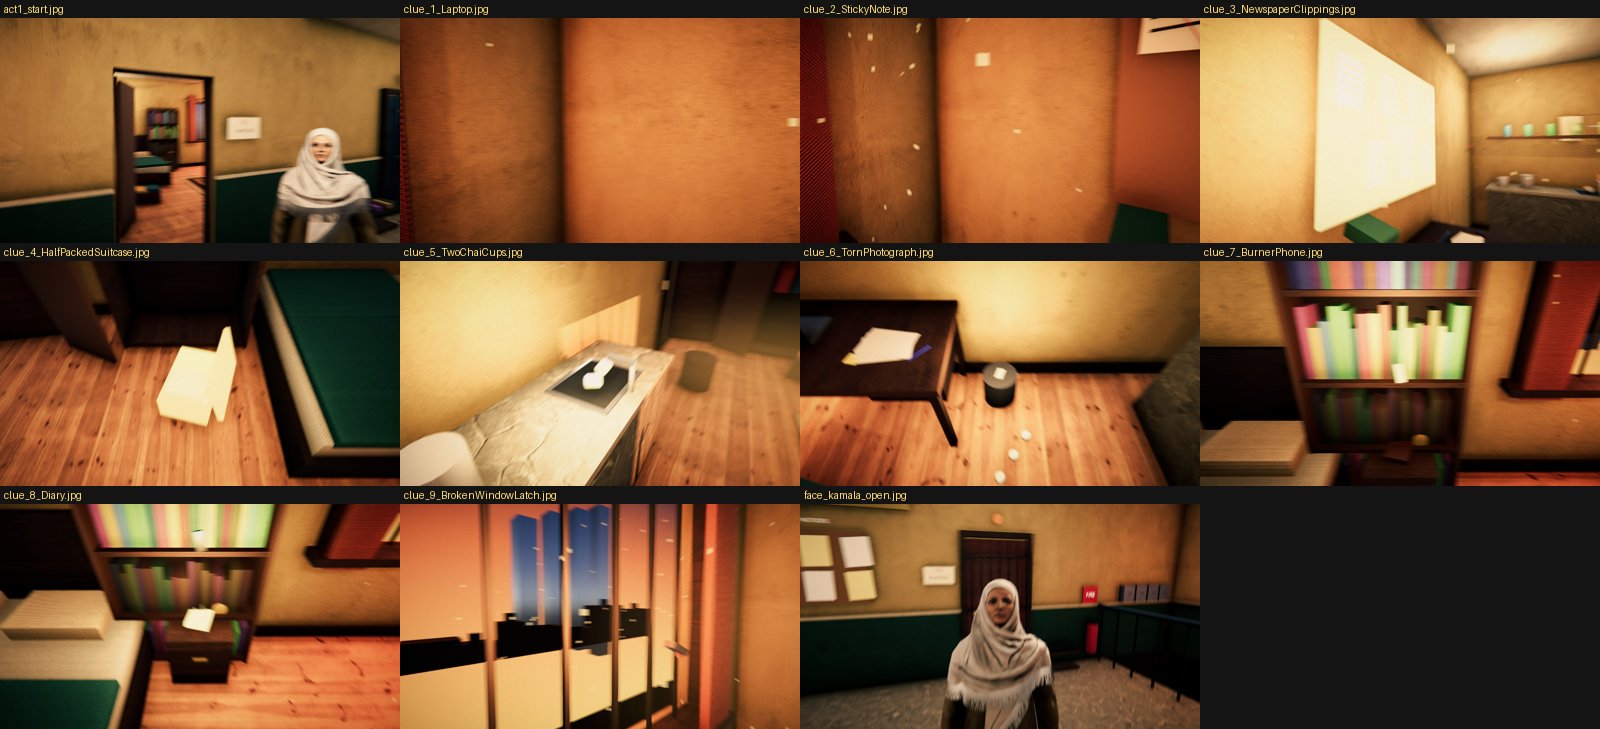 act1_start.jpg
clue_1_Laptop.jpg
clue_2_StickyNote.jpg
clue_3_NewspaperClippings.jpg
clue_4_HalfPackedSuitcase.jpg
clue_5_TwoChaiCups.jpg
clue_6_TornPhotograph.jpg
clue_7_BurnerPhone.jpg
clue_8_Diary.jpg
clue_9_BrokenWindowLatch.jpg
face_kamala_open.jpg